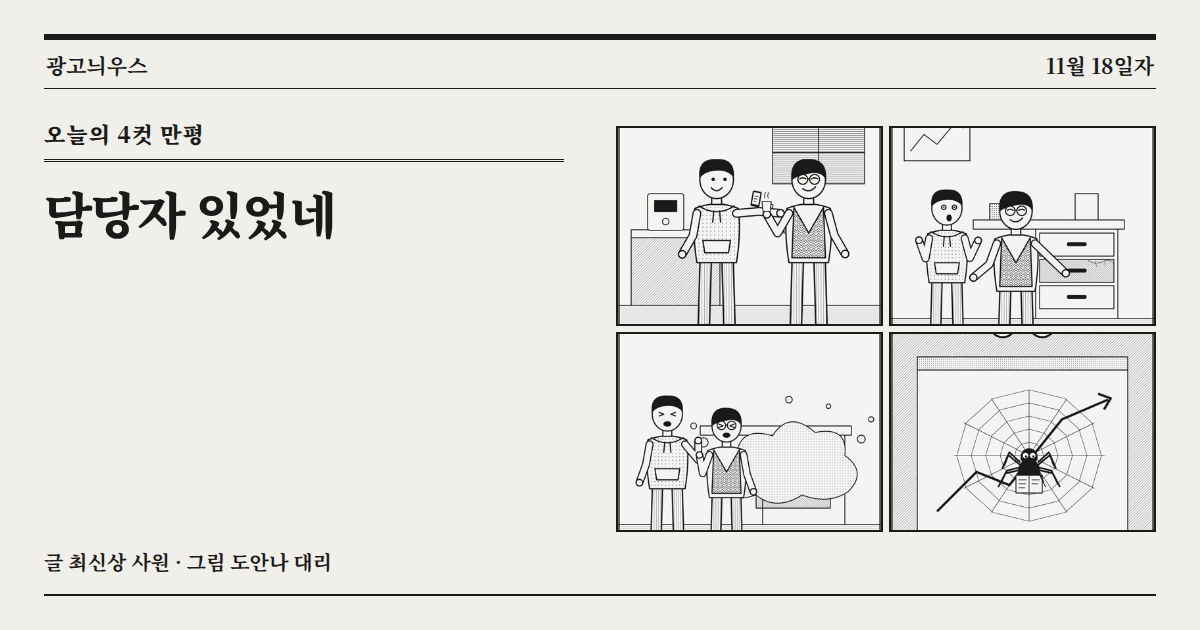 광고늬우스
11월 18일자
오늘의 4컷 만평
담당자 있었네
글 최신상 사원 · 그림 도안나 대리